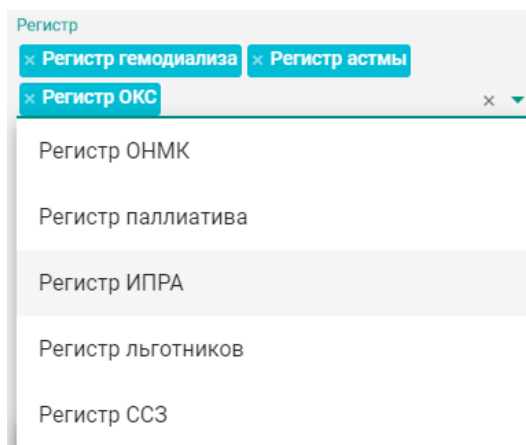 Регистр
× Регистр гемодиализа × Регистр астмы
× Регистр ОКС ×
Регистр ОНМК
Регистр паллиатива
Регистр ИПРА
Регистр льготников
Регистр ССЗ